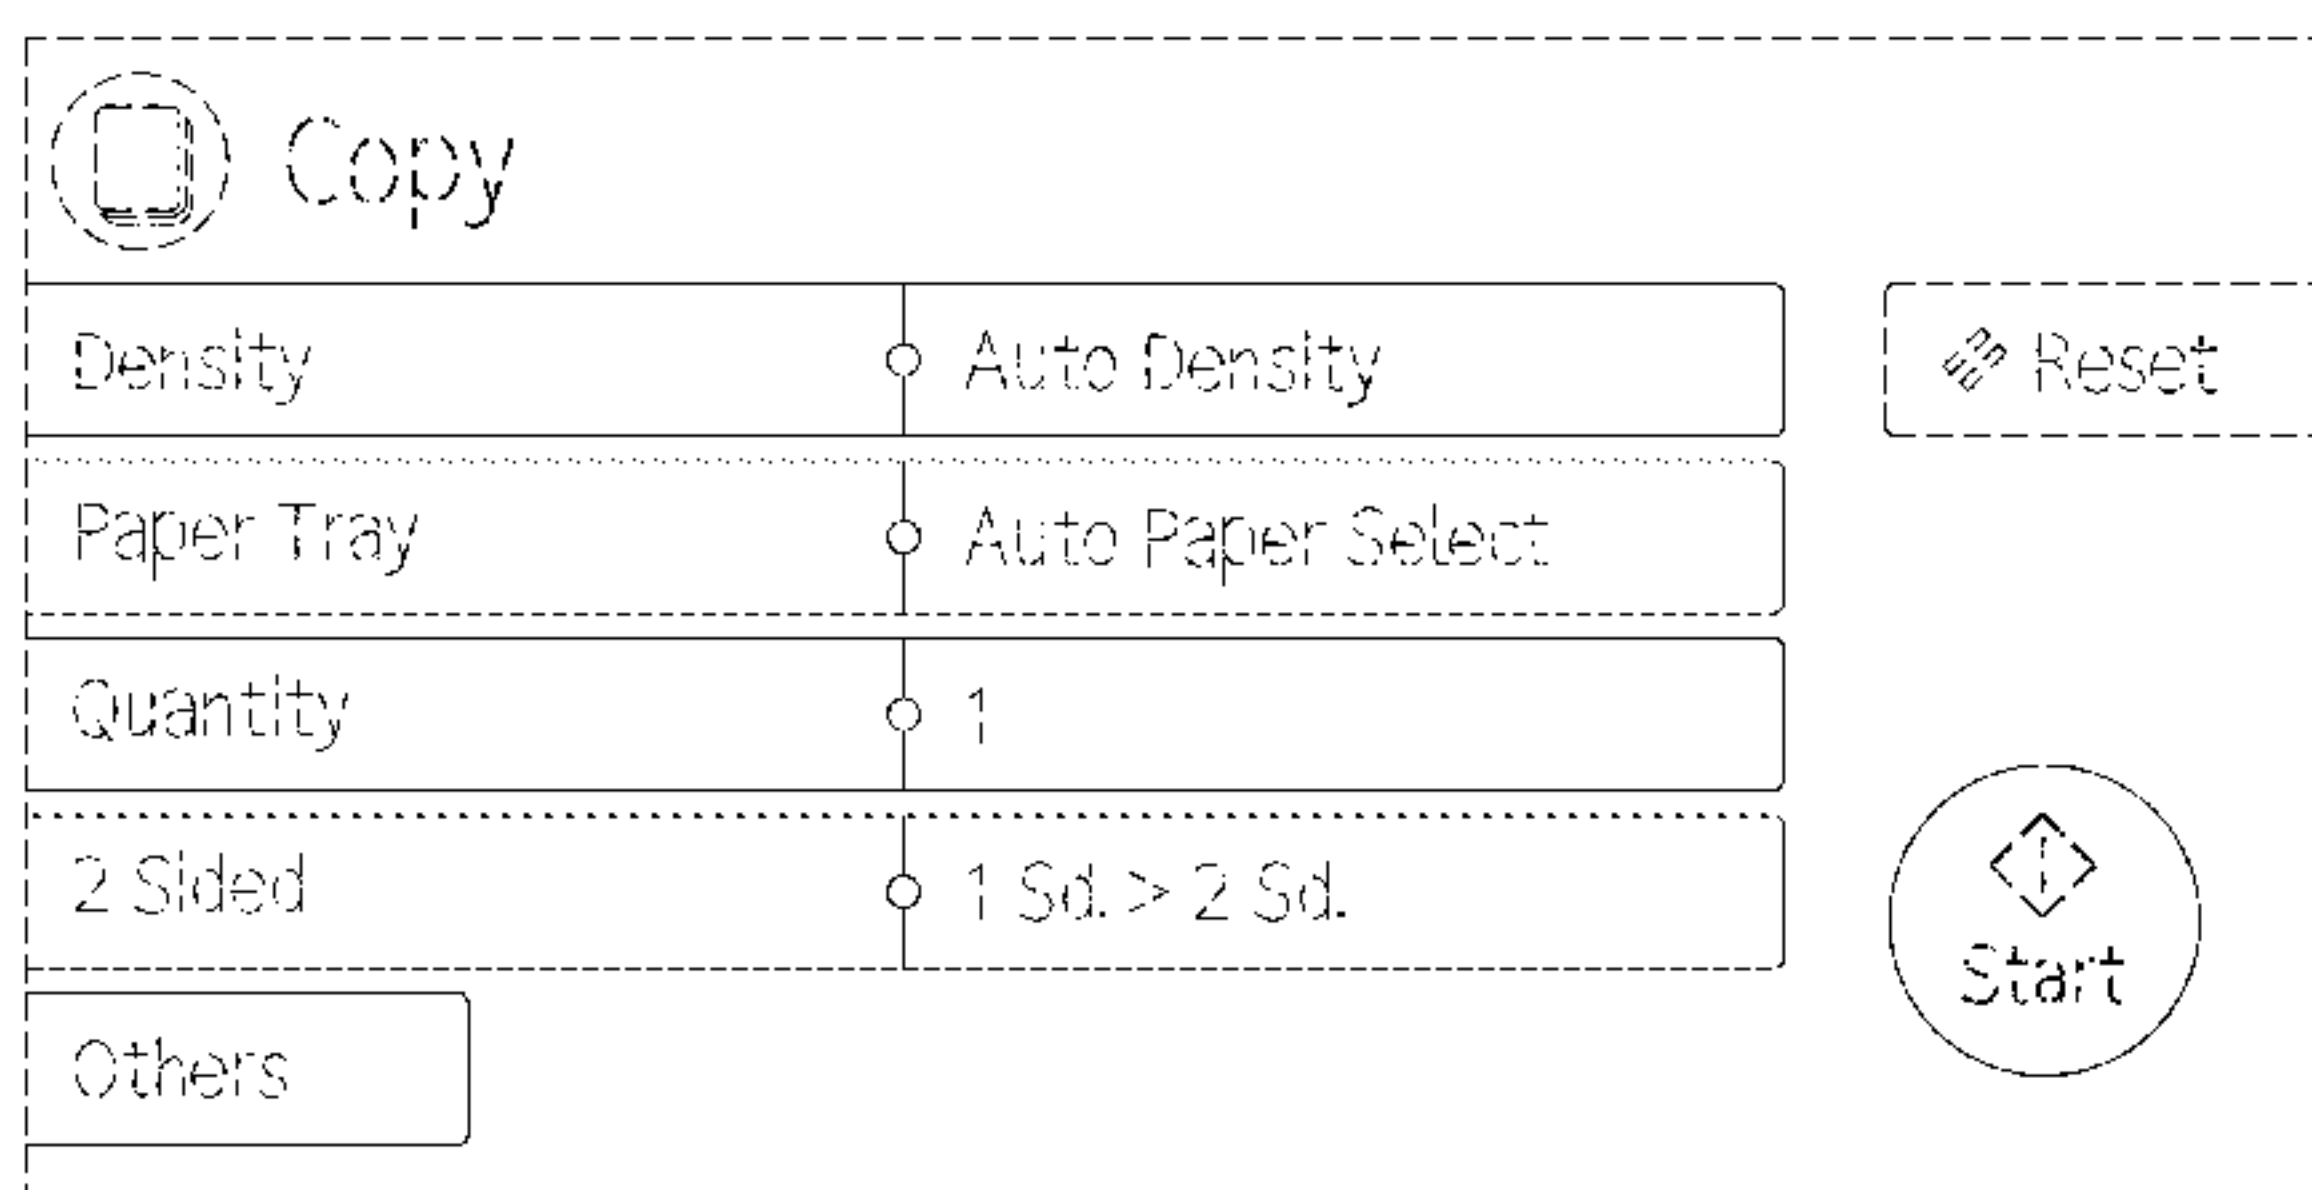 Copy
Density Auto Density Reset
Paper Tray Auto Paper Select
Quantity 1
2 Sided 1 Sd. > 2 Sd.
Start
Others